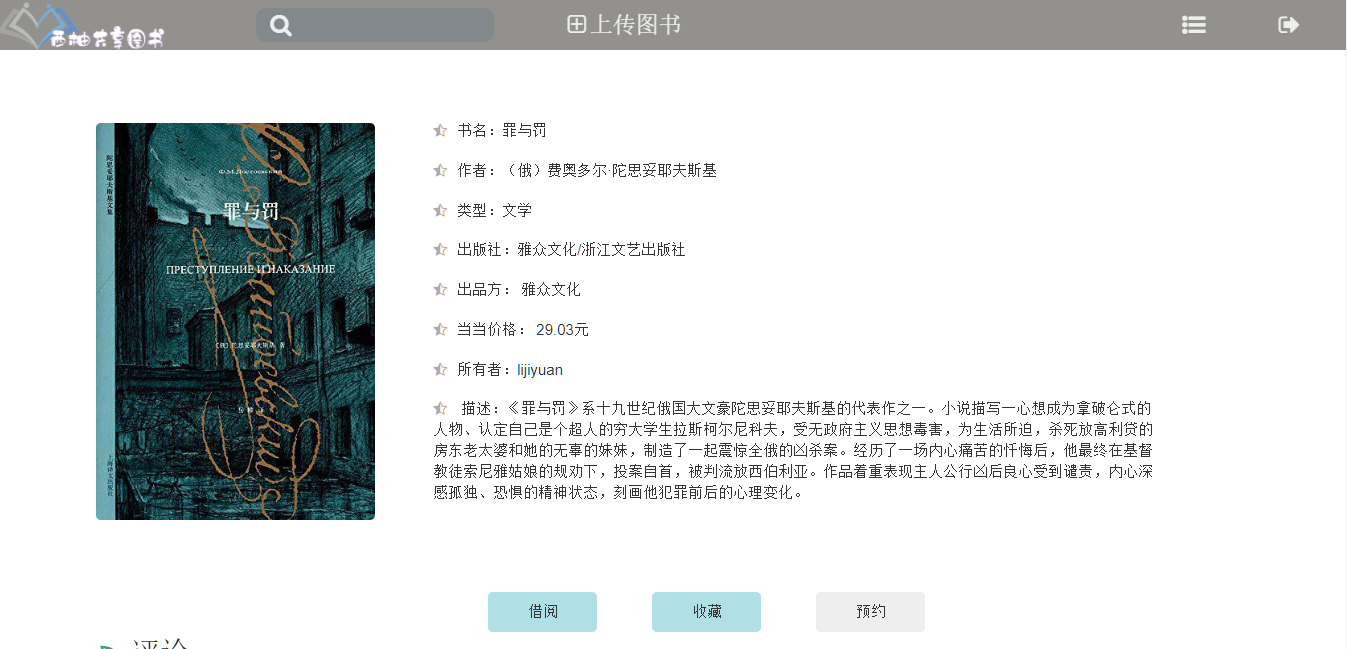 西柚共享图书
上传图书
陀思妥耶夫斯基文集
Ф.М.Достоевский
罪与罚
ПРЕСТУПЛЕНИЕ И НАКАЗАНИЕ
〔俄〕陀思妥耶夫斯基 著
上海译文出版社
书名：罪与罚
作者：（俄）费奥多尔·陀思妥耶夫斯基
类型：文学
出版社：雅众文化/浙江文艺出版社
出品方： 雅众文化
当当价格： 29.03元
所有者：lijiyuan
描述：《罪与罚》系十九世纪俄国大文豪陀思妥耶夫斯基的代表作之一。小说描写一心想成为拿破仑式的
人物、认定自己是个超人的穷大学生拉斯柯尔尼科夫，受无政府主义思想毒害，为生活所迫，杀死放高利贷的
房东老太婆和她的无辜的妹妹，制造了一起震惊全俄的凶杀案。经历了一场内心痛苦的忏悔后，他最终在基督
教徒索尼雅姑娘的规劝下，投案自首，被判流放西伯利亚。作品着重表现主人公行凶后良心受到谴责，内心深
感孤独、恐惧的精神状态，刻画他犯罪前后的心理变化。
借阅
收藏
预约
评论